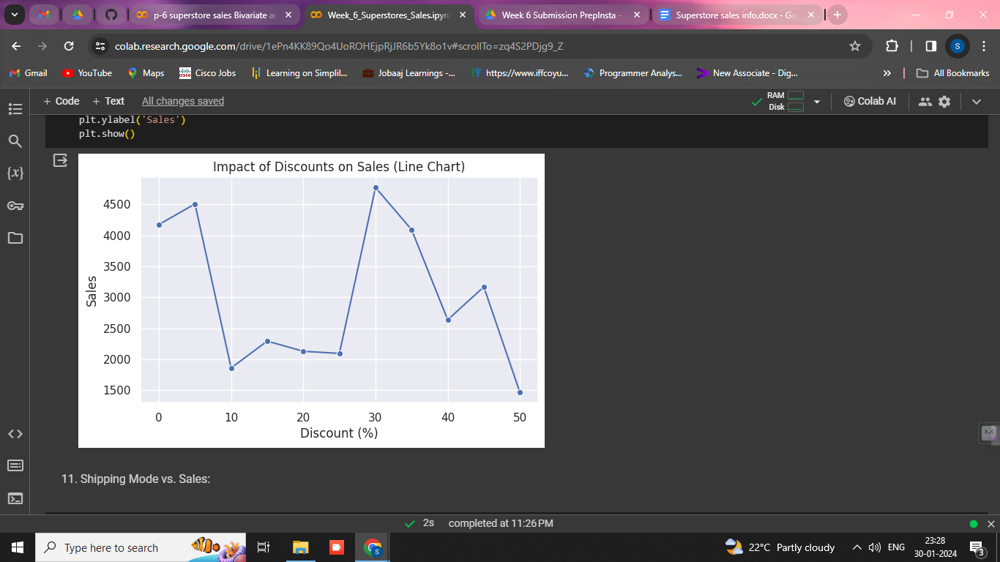 p-6 superstore sales Bivariate a
Week_6_Superstores_Sales.ipyn
Week 6 Submission PrepInsta -
Superstore sales info.docx - Go
colab.research.google.com/drive/1ePn4KK89Qo4UoROHEjpRjJR6b5Yk8o1v#scrollTo=zq4S2PDjg9_Z
S
Gmail
YouTube
Maps
Cisco Jobs
Learning on Simplil...
Jobaaj Learnings -...
https://www.iffcoyu...
Programmer Analys...
New Associate - Dig...
All Bookmarks
+ Code
+ Text
All changes saved
RAM
Disk
Colab AI
plt.ylabel('Sales')
plt.show()
{x}
Impact of Discounts on Sales (Line Chart)
4500
4000
3500
3000
2500
2000
1500
Sales
0 10 20 30 40 50
Discount (%)
11. Shipping Mode vs. Sales:
2s completed at 11:26 PM
Type here to search
22°C Partly cloudy
ENG
23:28
30-01-2024
3